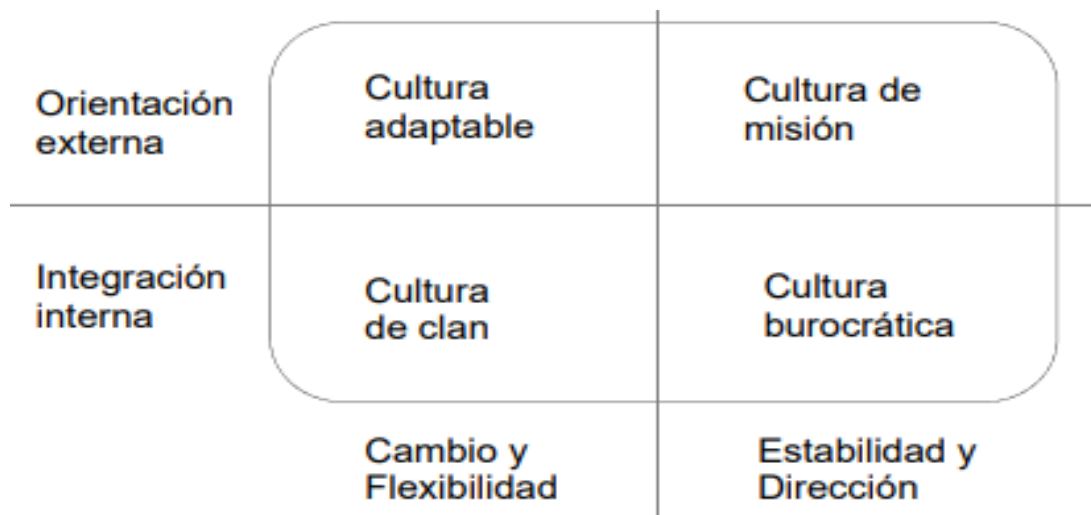 Orientación
externa
Cultura
adaptable
Cultura de
misión
Integración
interna
Cultura
de clan
Cultura
burocrática
Cambio y
Flexibilidad
Estabilidad y
Dirección